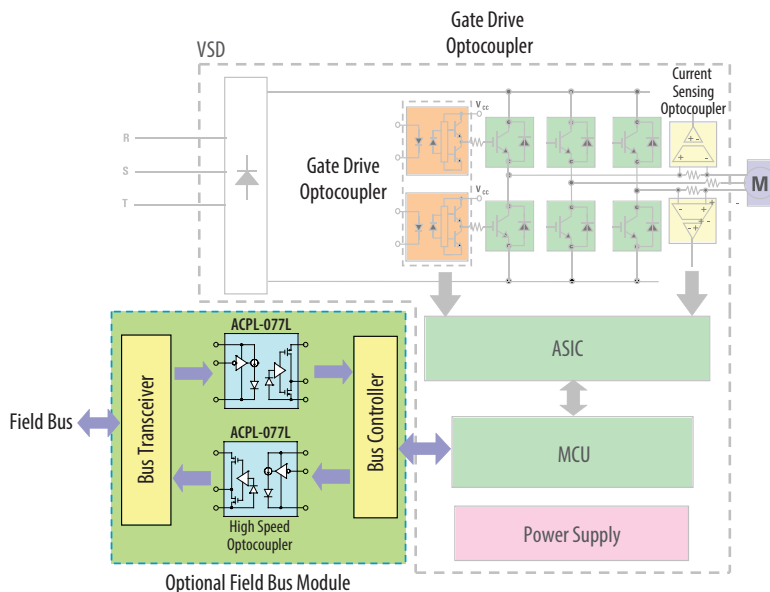 Gate Drive
Optocoupler
VSD
Current
Sensing
Optocoupler
Vcc
R
S
T
Gate Drive
Optocoupler
+ -
- +
M
Vcc
+ - - +
-
ACPL-077L
ASIC
Field Bus
Bus Transceiver
Bus Controller
ACPL-077L
MCU
High Speed
Optocoupler
Power Supply
Optional Field Bus Module